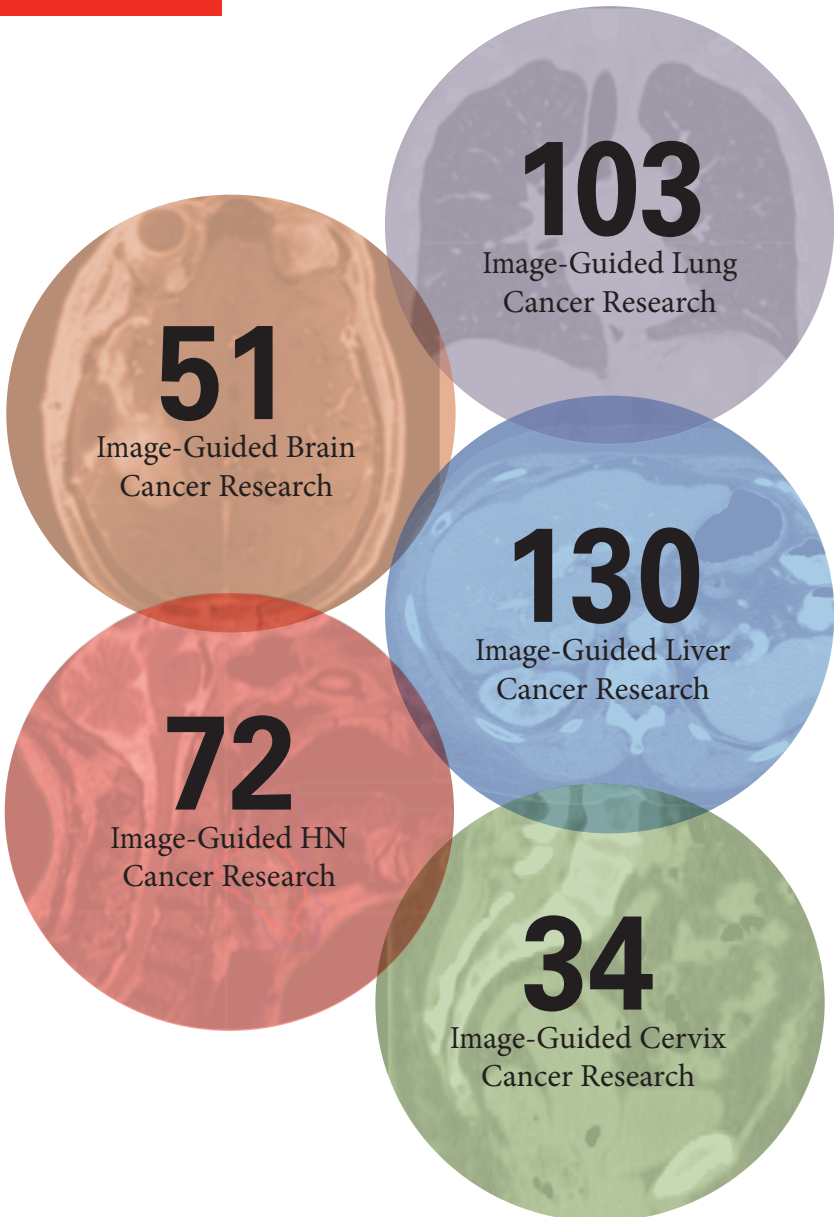 103
Image-Guided Lung
Cancer Research
51
Image-Guided Brain
Cancer Research
130
Image-Guided Liver
Cancer Research
72
Image-Guided HN
Cancer Research
34
Image-Guided Cervix
Cancer Research